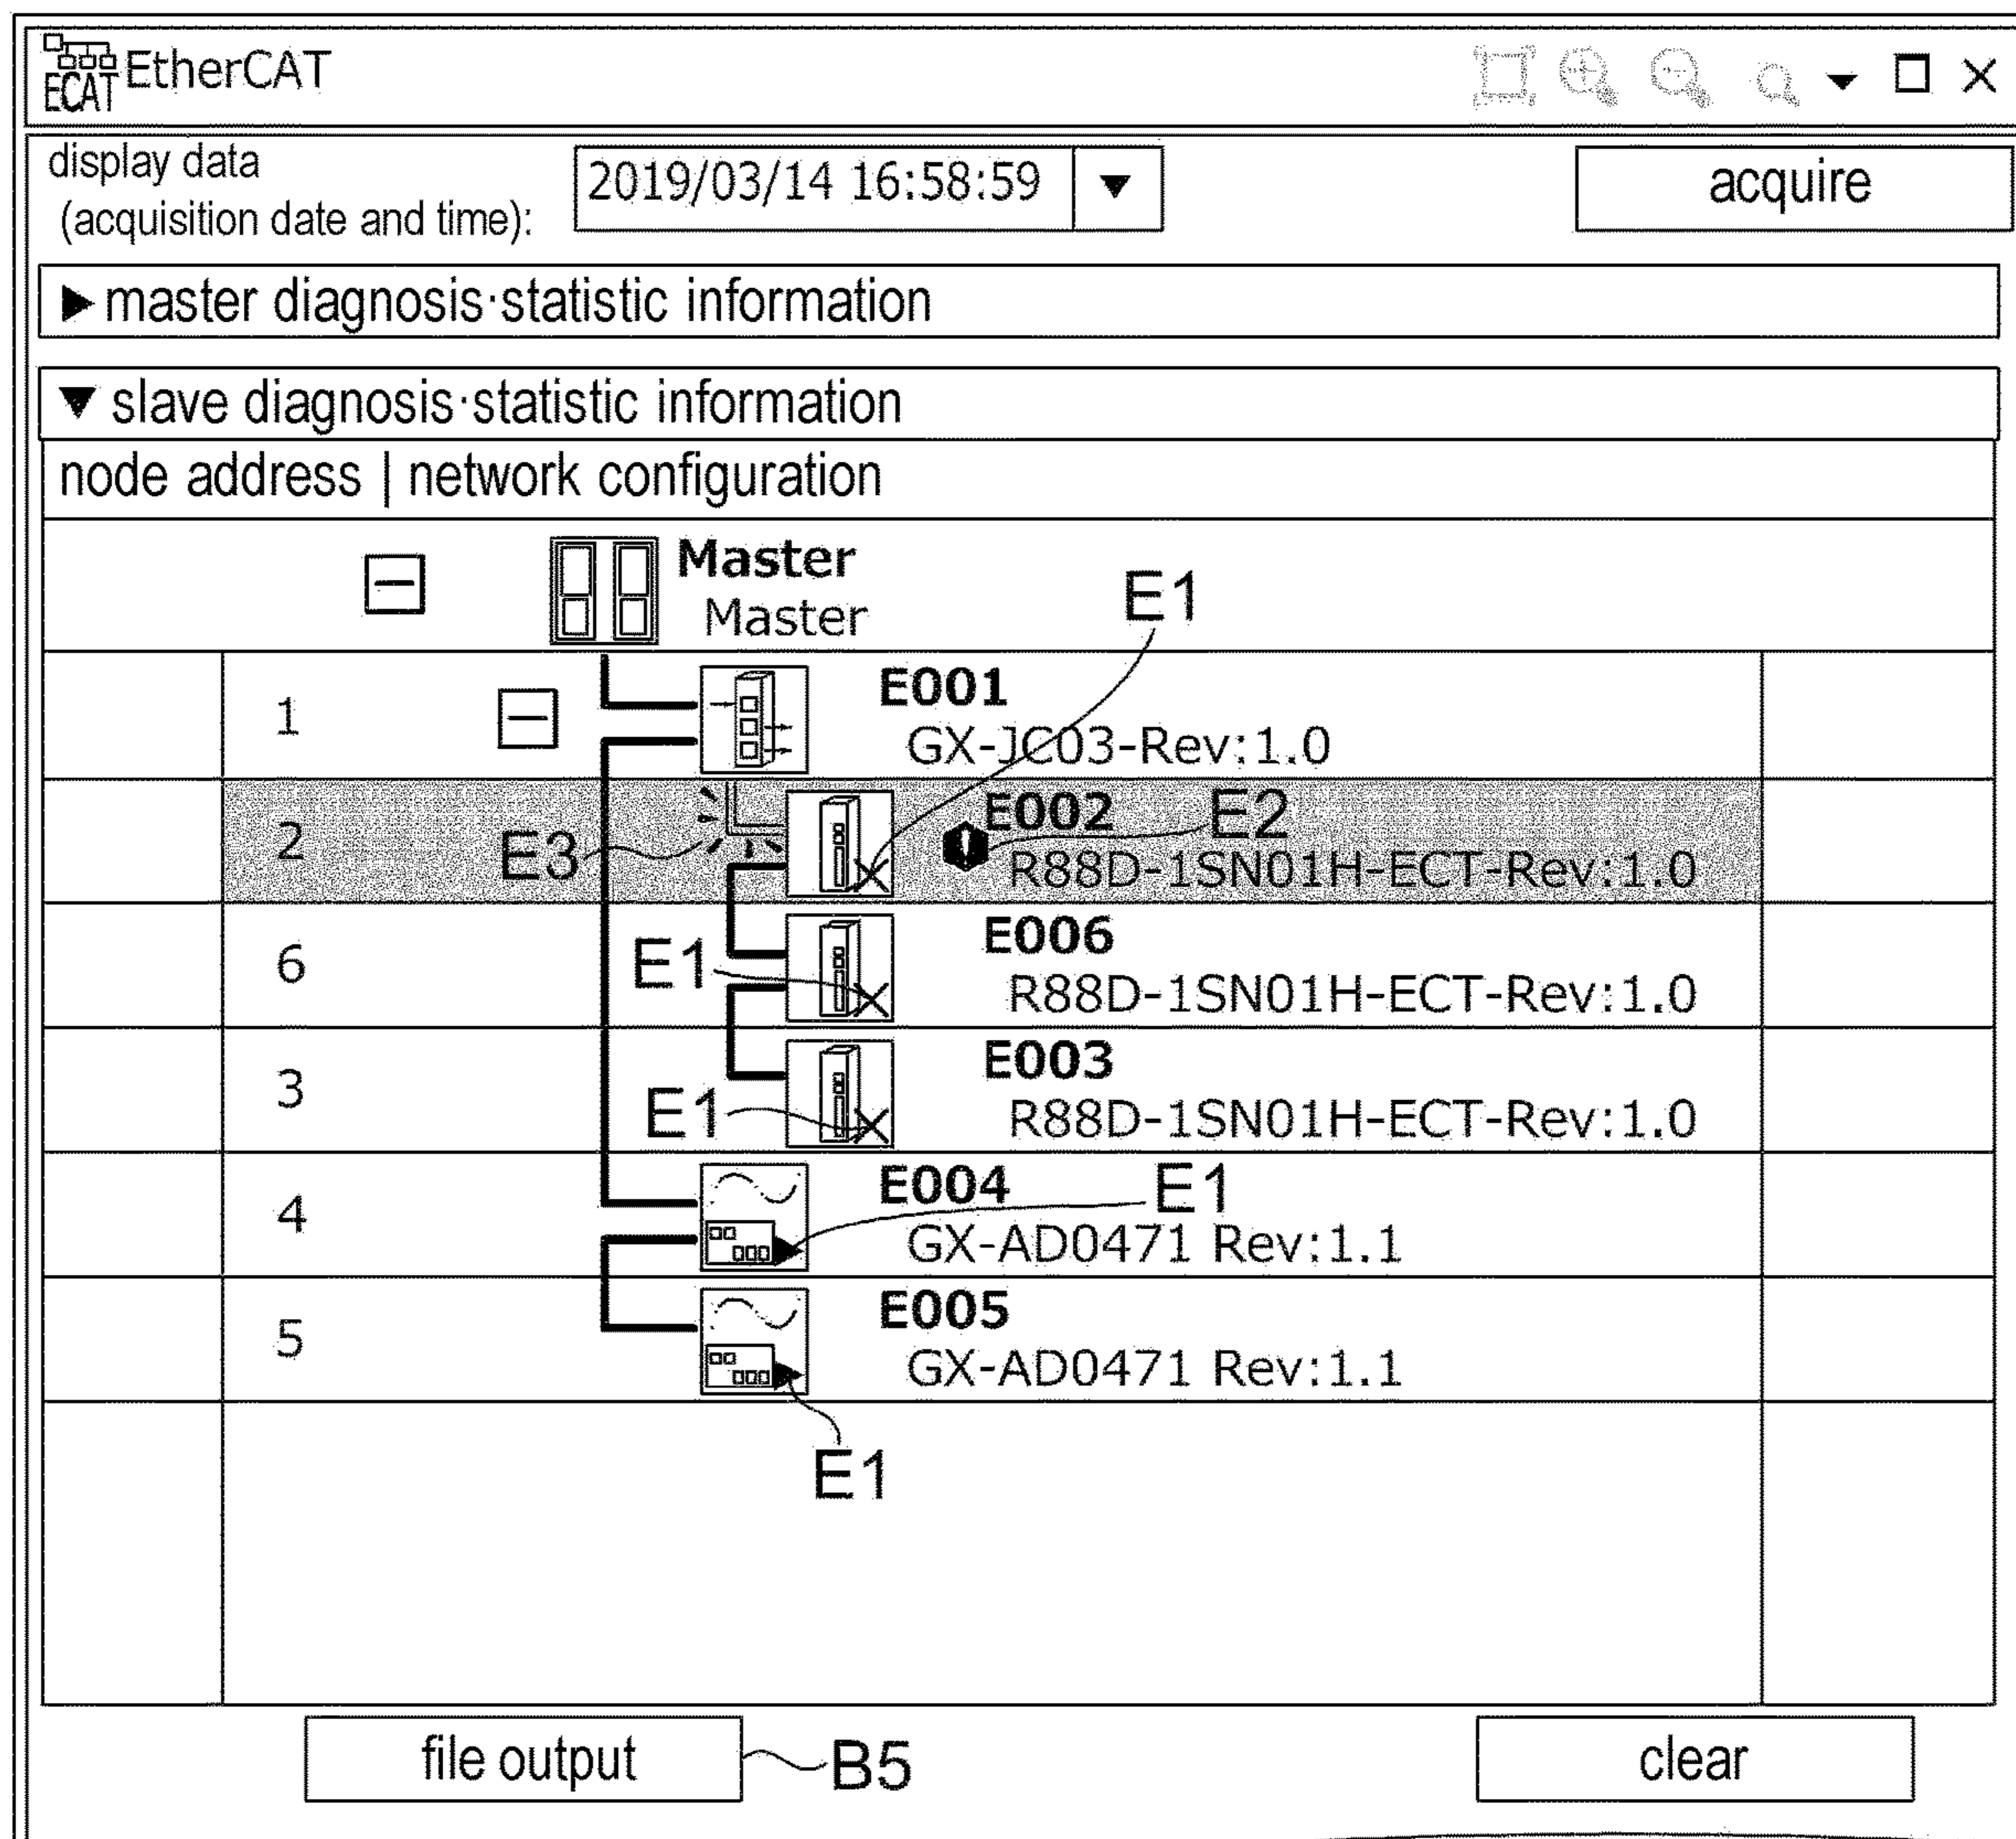 EtherCAT
ECAT
display data
(acquisition date and time):
2019/03/14 16:58:59
acquire
master diagnosis·statistic information
slave diagnosis·statistic information
node address | network configuration
Master
Master
E1
1
E001
GX-JC03-Rev:1.0
2
E3
E002
E2
R88D-1SN01H-ECT-Rev:1.0
6
E1
E006
R88D-1SN01H-ECT-Rev:1.0
3
E1
E003
R88D-1SN01H-ECT-Rev:1.0
4
E004
E1
GX-AD0471 Rev:1.1
5
E005
GX-AD0471 Rev:1.1
E1
file output
B5
clear